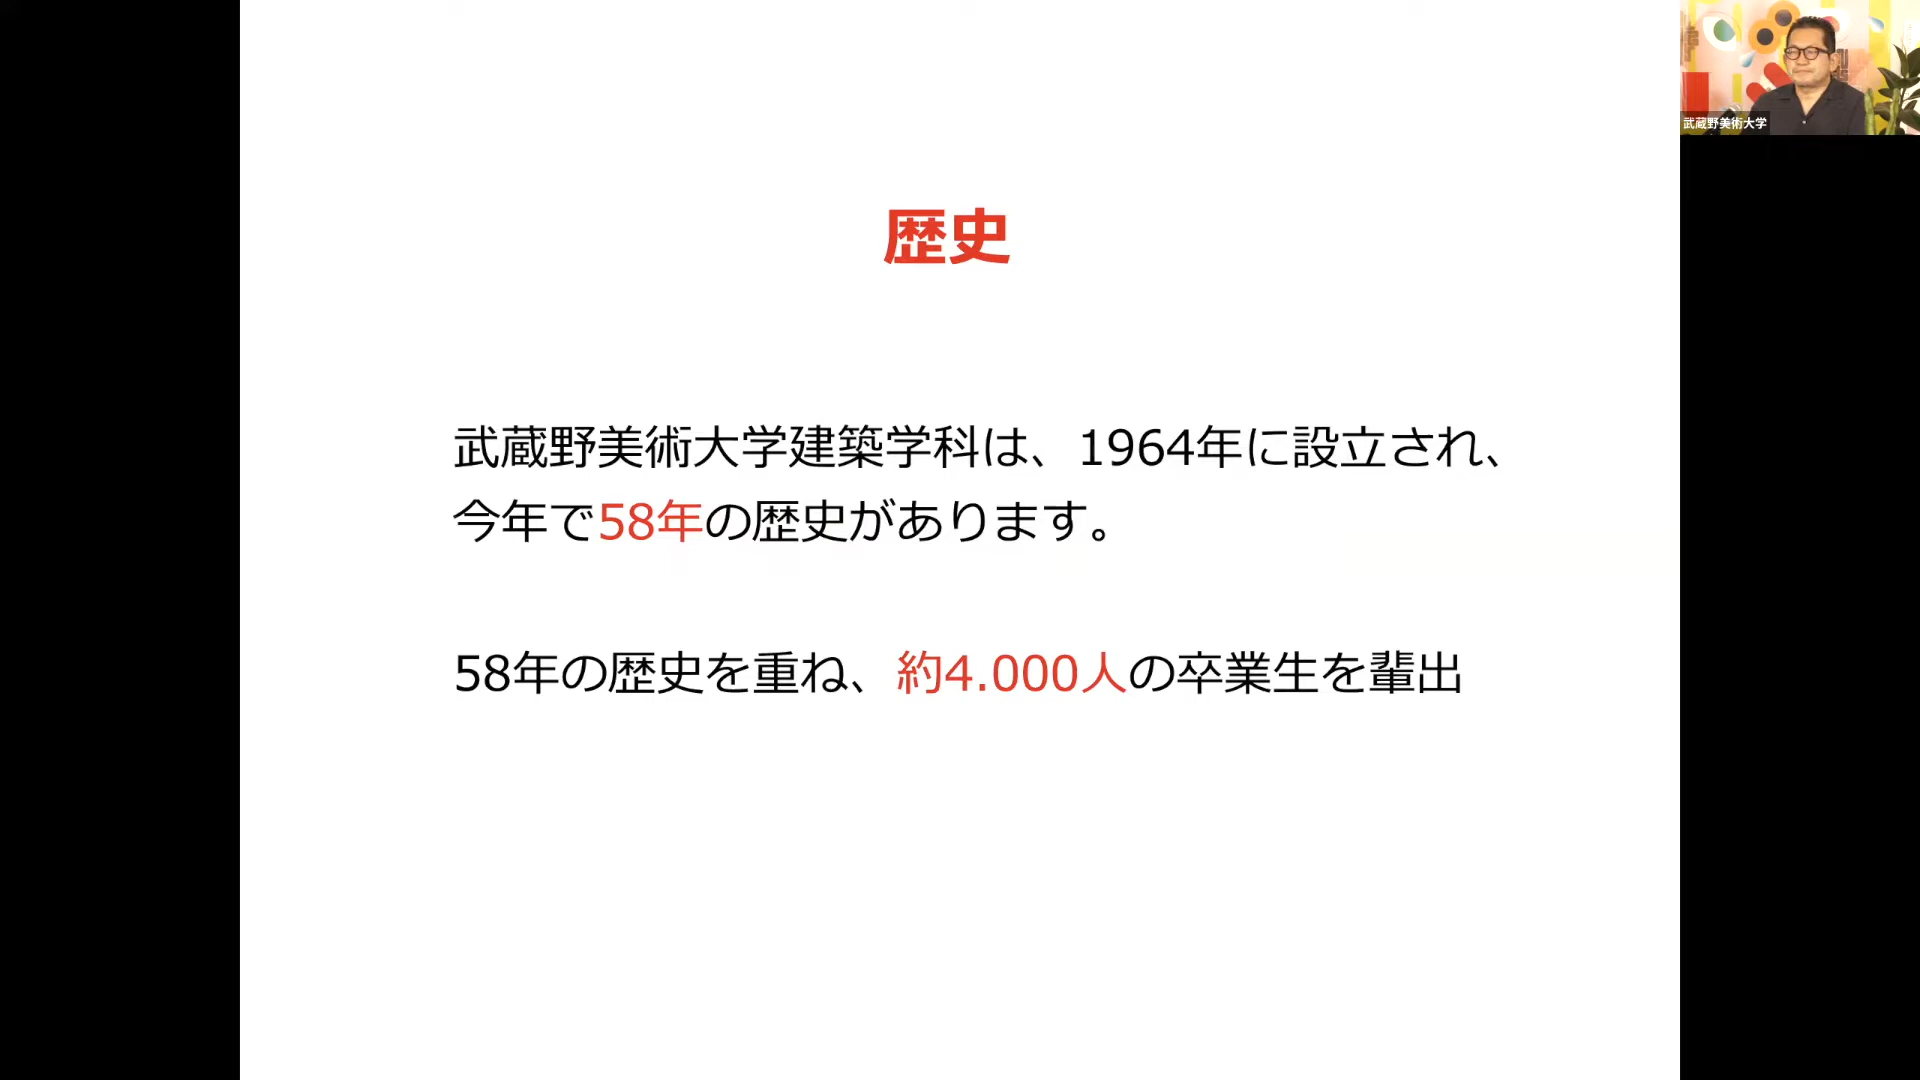 歴史
武蔵野美術大学建築学科は、1964年に設立され、
今年で58年の歴史があります。
58年の歴史を重ね、約4.000人の卒業生を輩出
武蔵野美術大学